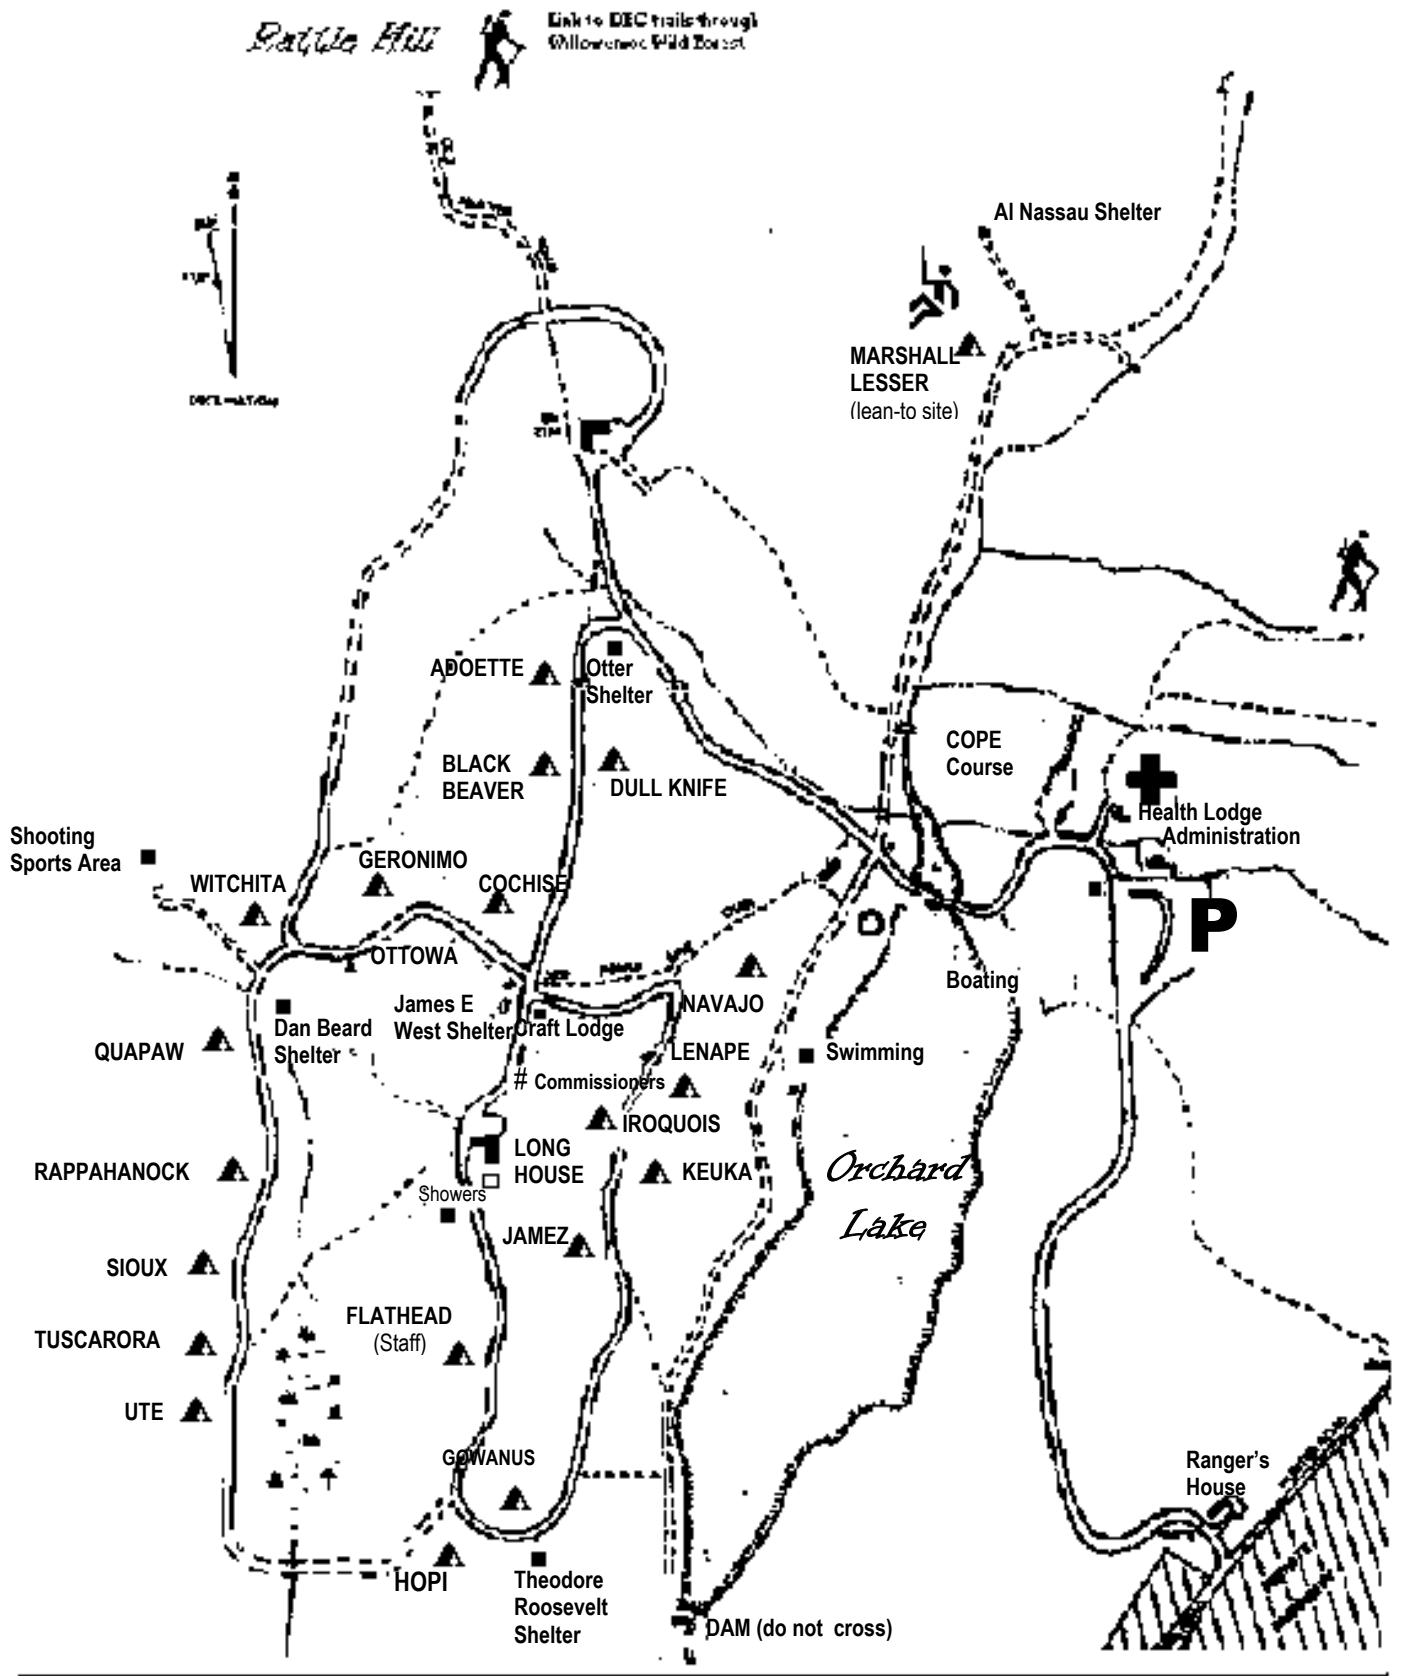 Rattle Hill
Link to DEC trails through
Willowemoc Wild Forest
Al Nassau Shelter
MARSHALL
LESSER
(lean-to site)
ADOETTE
Otter
Shelter
COPE
Course
BLACK
BEAVER
DULL KNIFE
Health Lodge
Administration
Shooting
Sports Area
WITCHITA
GERONIMO
COCHISE
P
OTTOWA
Boating
James E
West Shelter
NAVAJO
Dan Beard
Shelter
Craft Lodge
QUAPAW
LENAPE
Swimming
# Commissioners
IROQUOIS
LONG
HOUSE
RAPPAHANOCK
KEUKA
Orchard
Lake
Showers
JAMEZ
SIOUX
FLATHEAD
(Staff)
TUSCARORA
UTE
GOWANUS
Ranger's
House
HOPI
Theodore
Roosevelt
Shelter
DAM (do not cross)